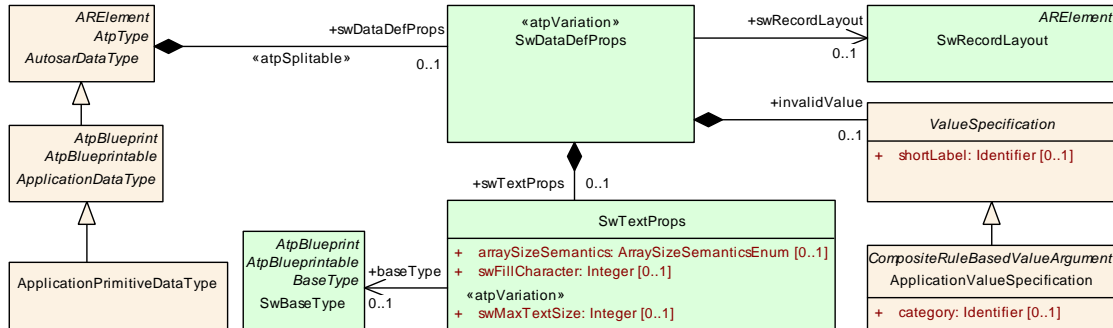 ARElement
AtpType
AutosarDataType
+swDataDefProps
«atpSplitable»
0..1
«atpVariation»
SwDataDefProps
+swRecordLayout
0..1
ARElement
SwRecordLayout
+invalidValue
0..1
ValueSpecification
+ shortLabel: Identifier [0..1]
AtpBlueprint
AtpBlueprintable
ApplicationDataType
+swTextProps
0..1
SwTextProps
+ arraySizeSemantics: ArraySizeSemanticsEnum [0..1]
+ swFillCharacter: Integer [0..1]
«atpVariation»
+ swMaxTextSize: Integer [0..1]
ApplicationPrimitiveDataType
AtpBlueprint
AtpBlueprintable
BaseType
SwBaseType
+baseType
0..1
CompositeRuleBasedValueArgument
ApplicationValueSpecification
+ category: Identifier [0..1]